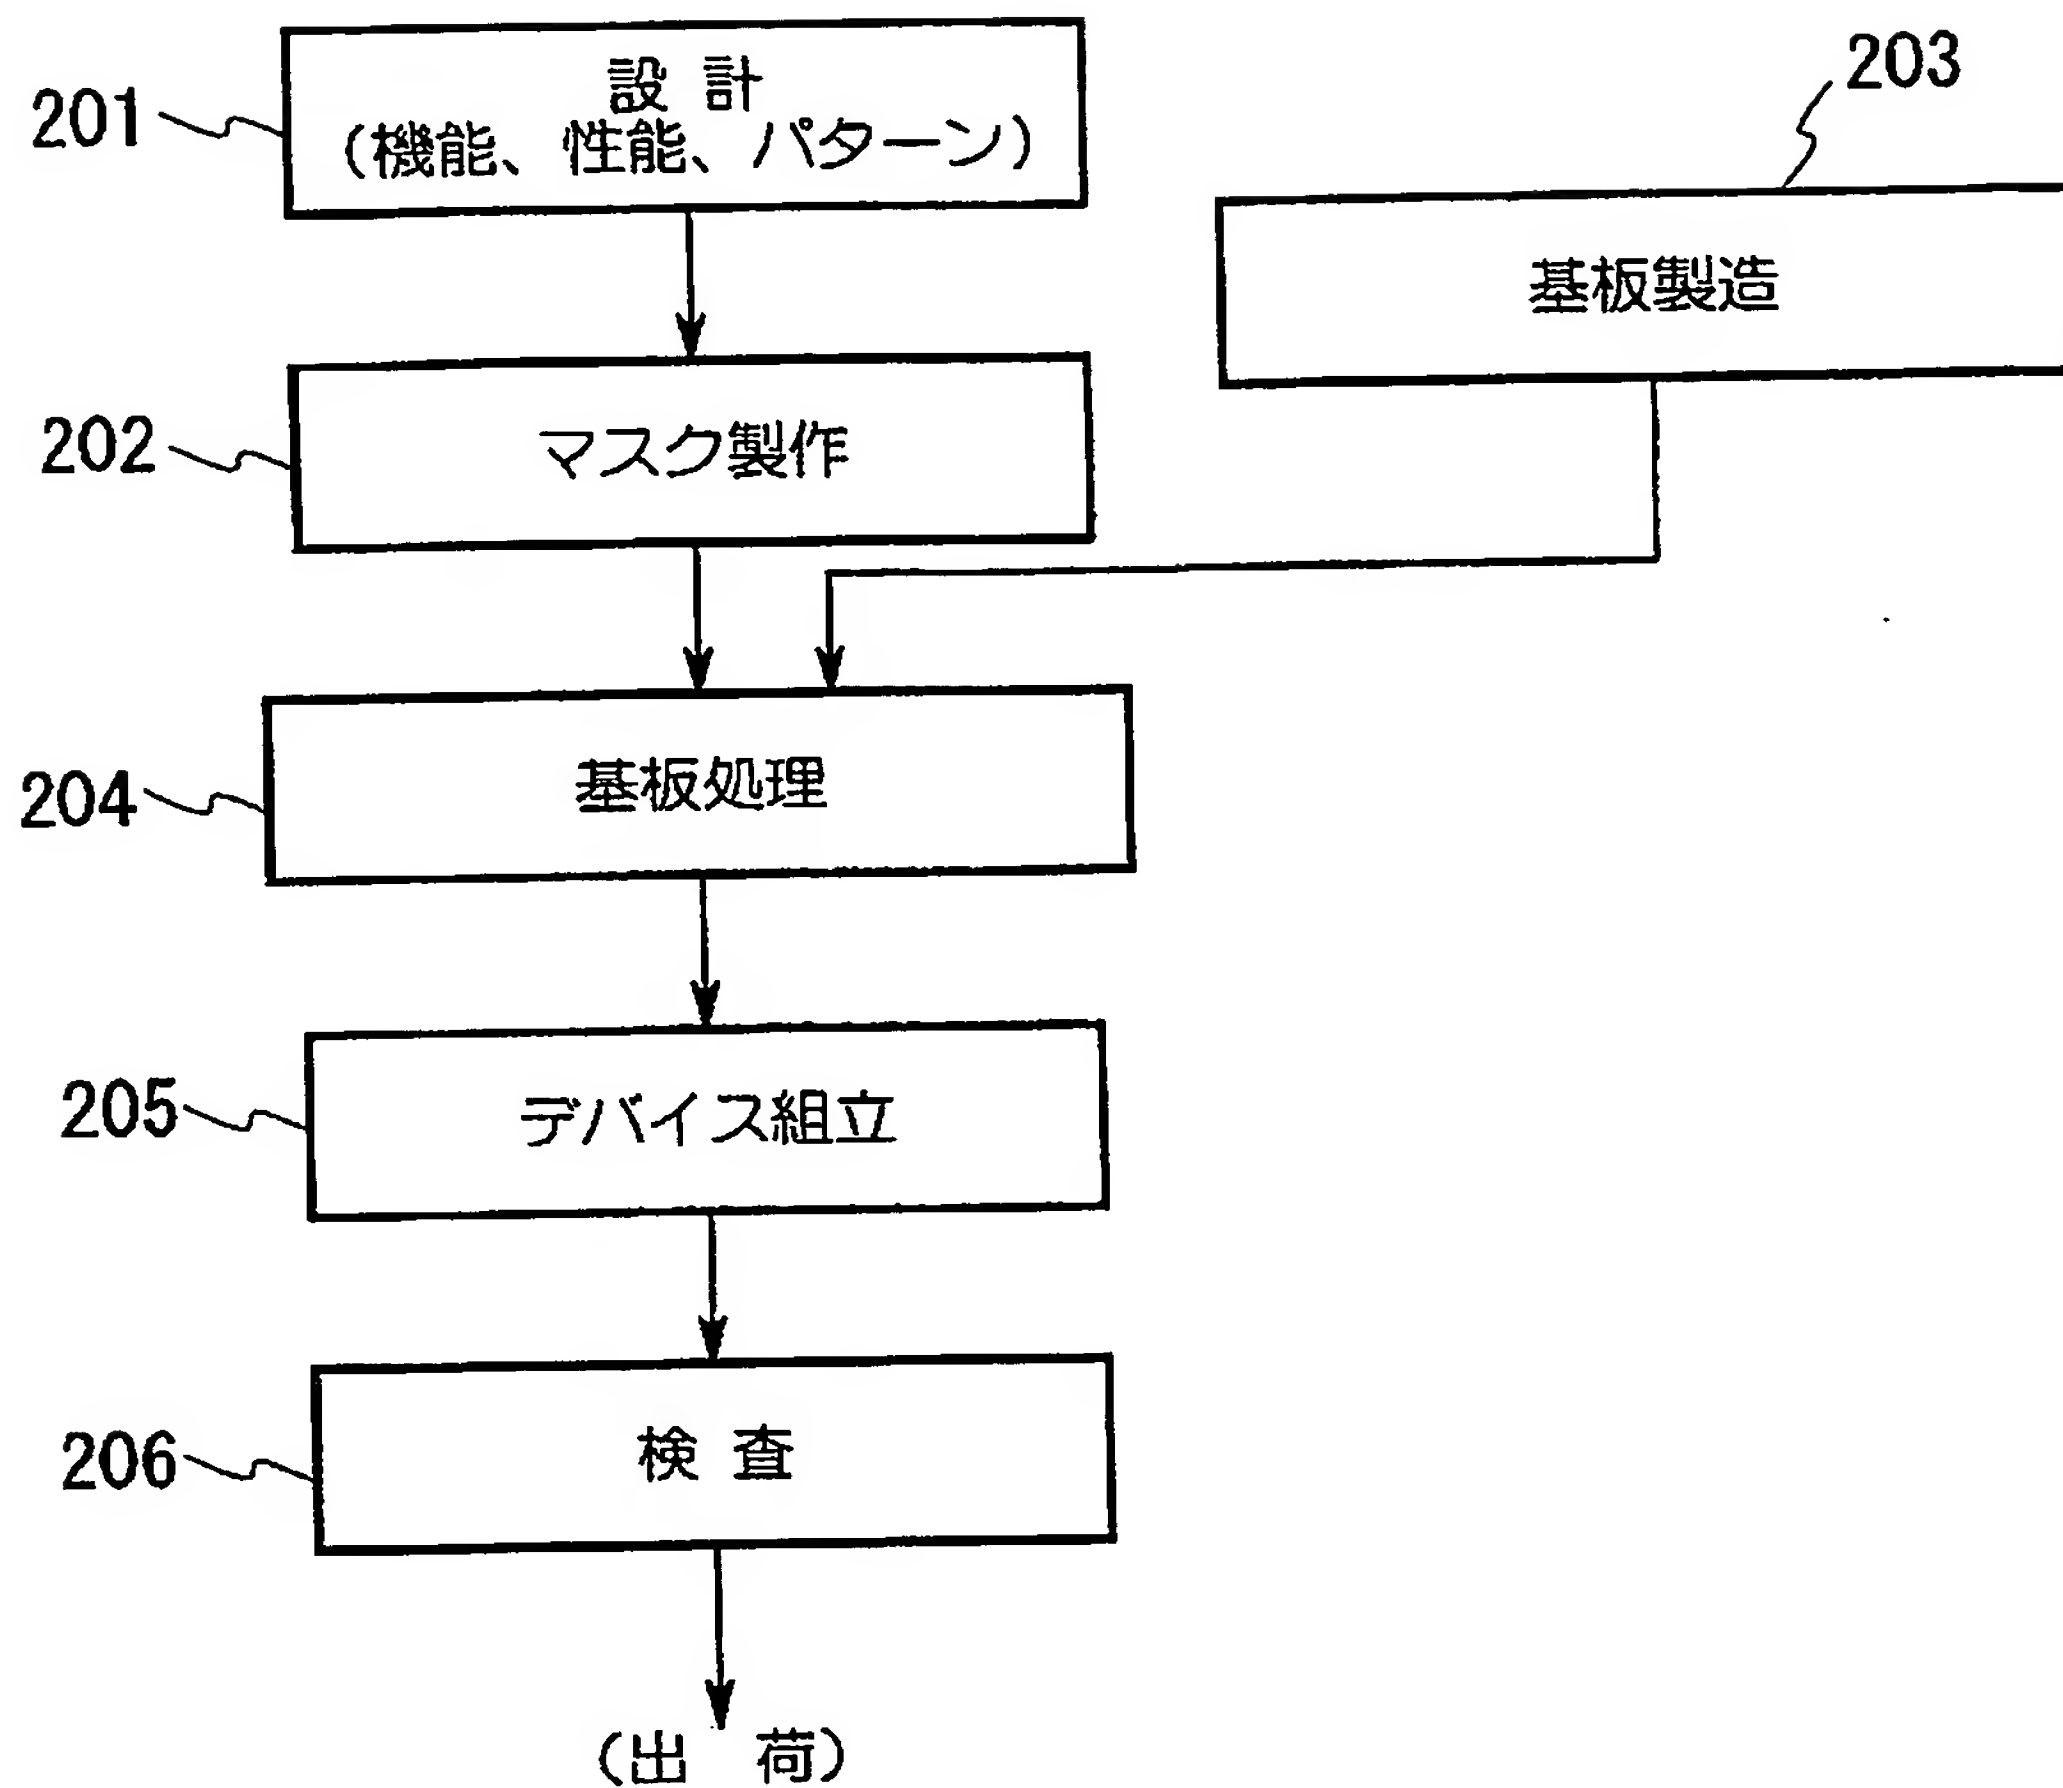 201
設 計
(機能、性能、パターン)
203
基板製造
202
マスク製作
204
基板処理
205
デバイス組立
206
検 査
(出 荷)